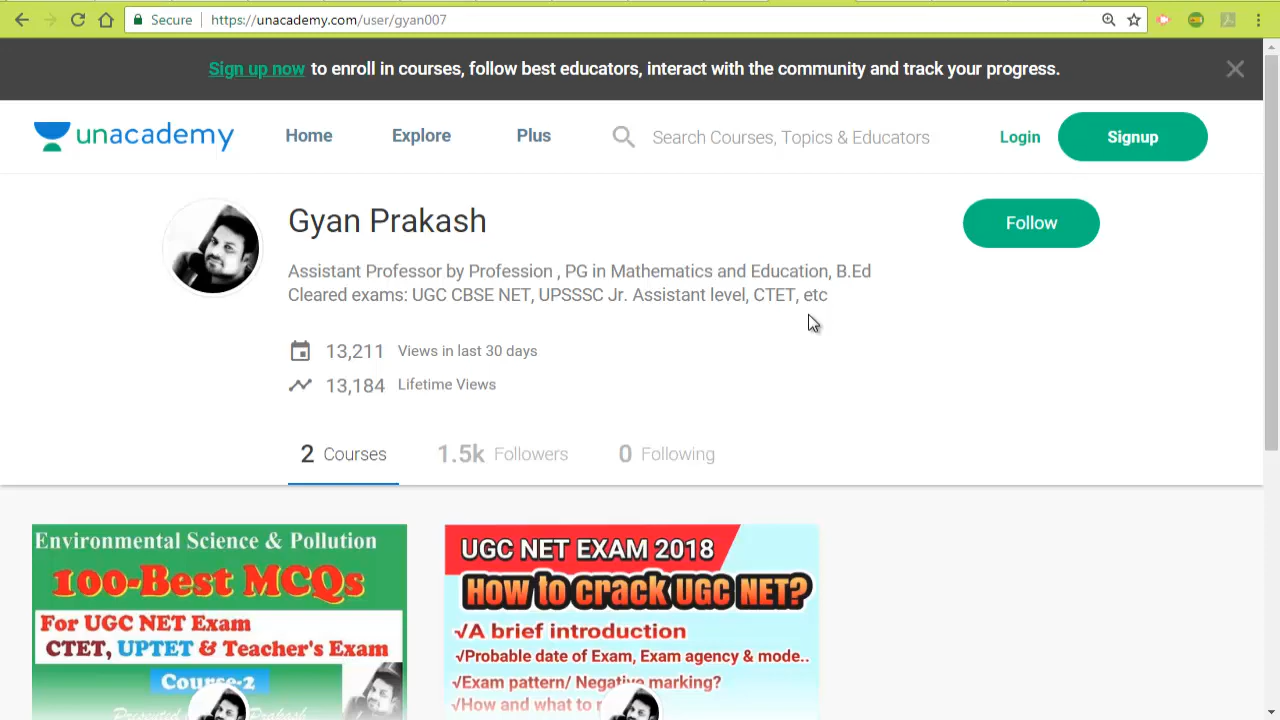 Secure https://unacademy.com/user/gyan007
Sign up now to enroll in courses, follow best educators, interact with the community and track your progress.
unacademy Home Explore Plus Search Courses, Topics & Educators Login Signup
Gyan Prakash
Follow
Assistant Professor by Profession , PG in Mathematics and Education, B.Ed
Cleared exams: UGC CBSE NET, UPSSSC Jr. Assistant level, CTET, etc
13,211 Views in last 30 days
13,184 Lifetime Views
2 Courses 1.5k Followers 0 Following
Environmental Science & Pollution
100-Best MCQs
For UGC NET Exam
CTET, UPTET & Teacher's Exam
Course-2
Presented Prakash
UGC NET EXAM 2018
How to crack UGC NET?
√A brief introduction
√Probable date of Exam, Exam agency & mode..
√Exam pattern/ Negative marking?
√How and what to